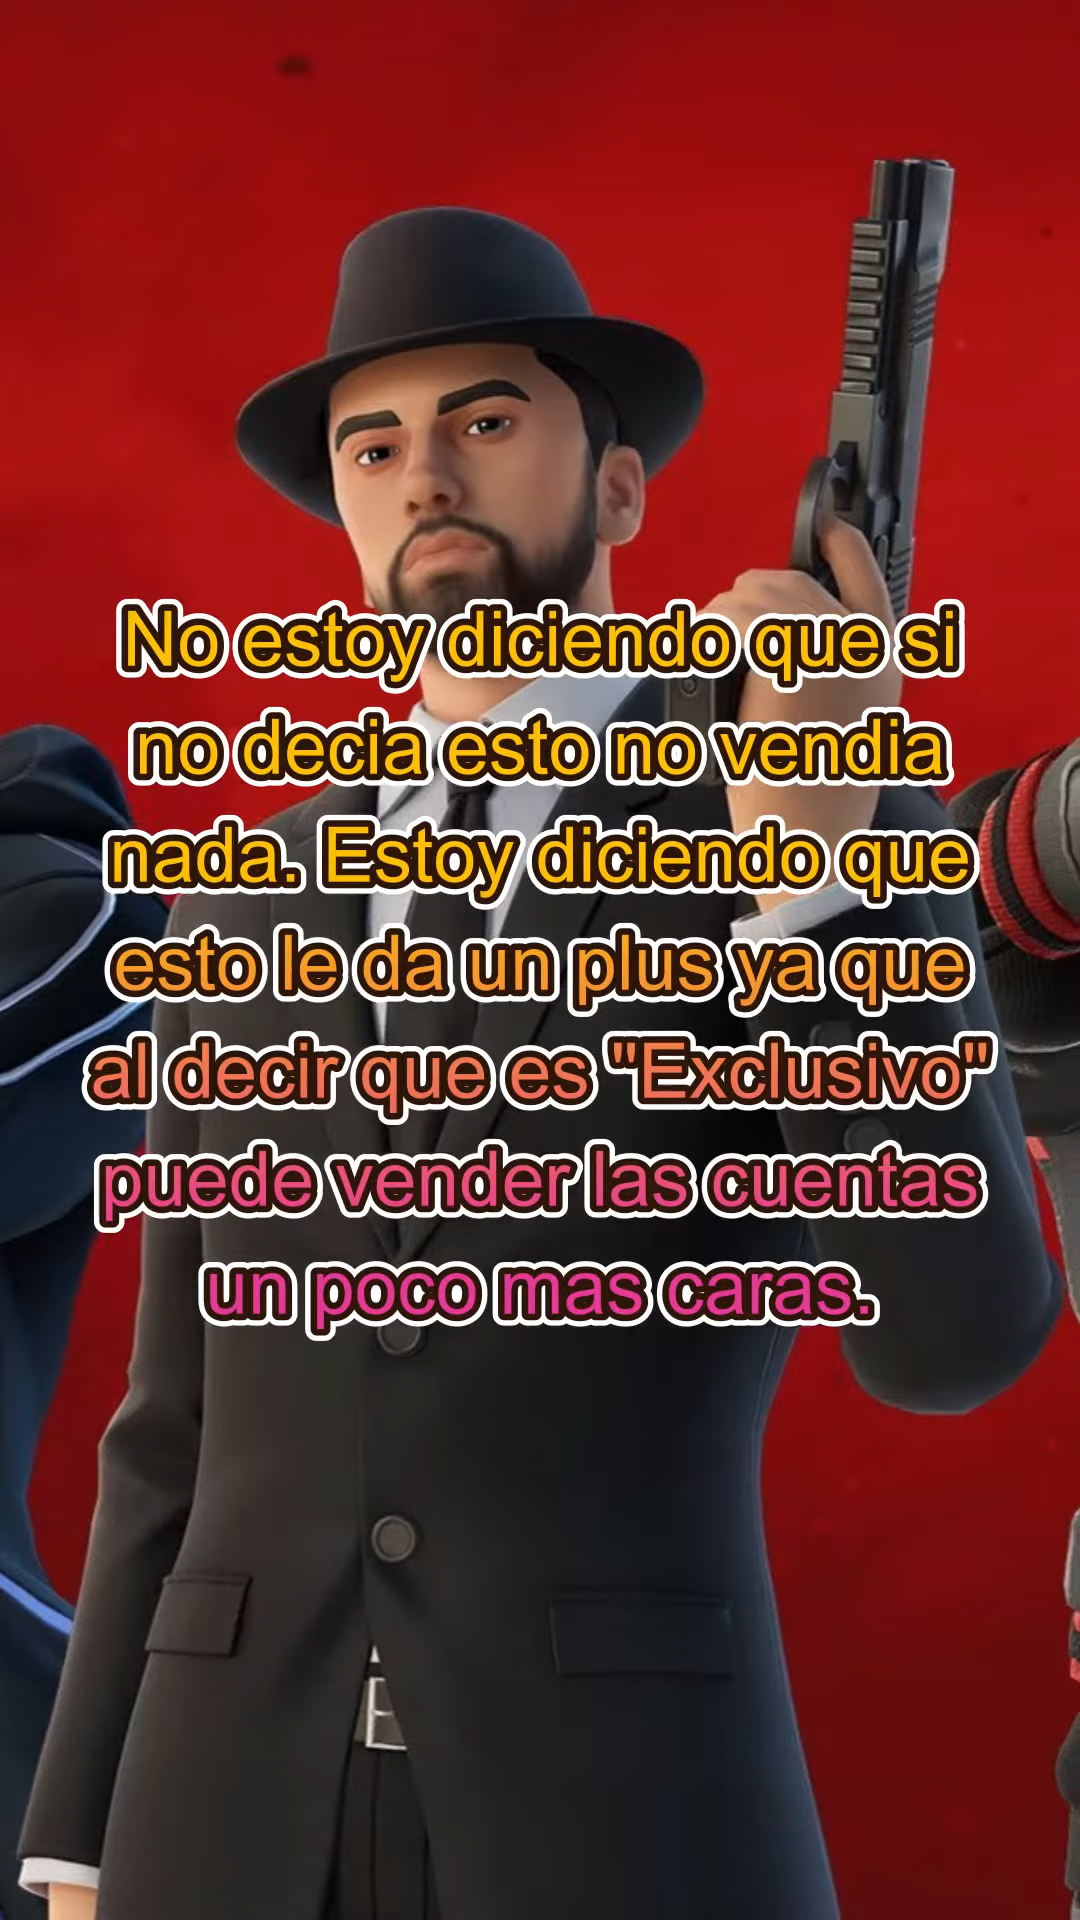 No estoy diciendo que si
no decia esto no vendia
nada. Estoy diciendo que
esto le da un plus ya que
al decir que es "Exclusivo"
puede vender las cuentas
un poco mas caras.